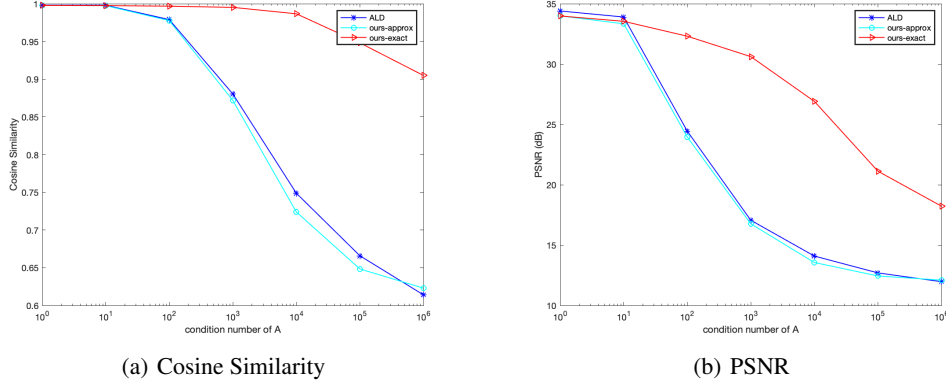 1
0.95
0.9
0.85
0.8
0.75
0.7
0.65
0.6
Cosine Similarity
ALD
ours-approx
ours-exact
10^0 10^1 10^2 10^3 10^4 10^5 10^6
condition number of A
(a) Cosine Similarity
35
30
25
20
15
10
PSNR (dB)
ALD
ours-approx
ours-exact
10^0 10^1 10^2 10^3 10^4 10^5 10^6
condition number of A
(b) PSNR